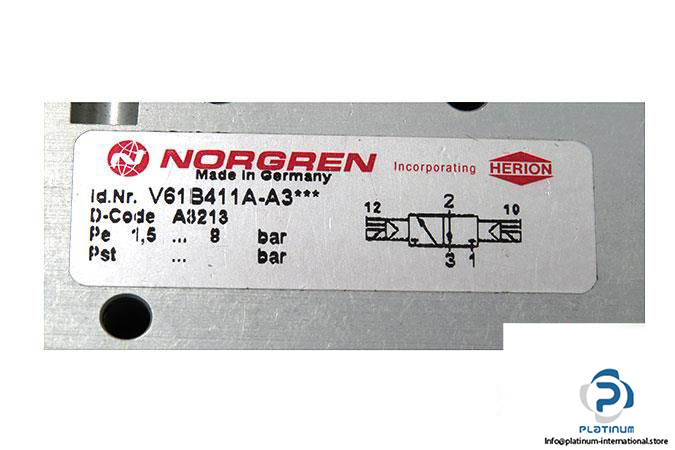 NORGREN Incorporating HERION
Made in Germany
Id.Nr. V61B411A-A3***
D-Code A3213
Pe 1,5 ... 8 bar
Pst ... bar
12 2 10
3 1
PLATINUM
Info@platinum-international.store